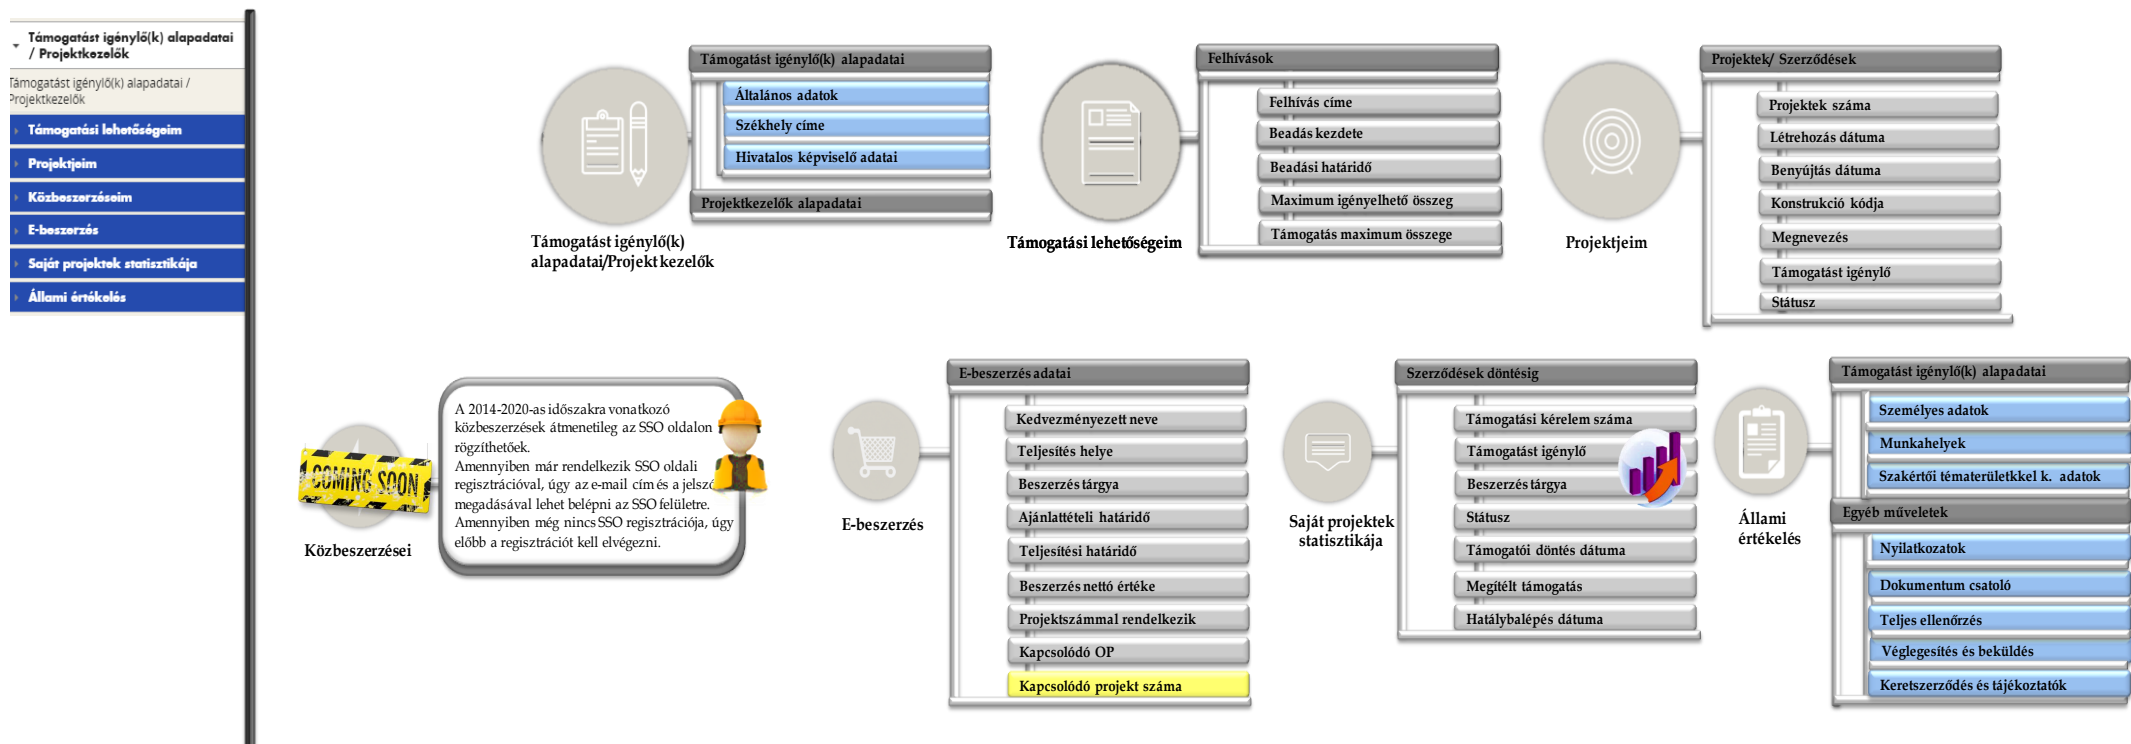 Támogatást igénylő(k) alapadatai
/ Projektkezelők
Támogatást igénylő(k) alapadatai /
Projektkezelők
Támogatási lehetőségeim
Projektjeim
Közbeszerzéseim
E-beszerzés
Saját projektek statisztikája
Állami értékelés
Támogatást igénylő(k) alapadatai
Általános adatok
Székhely címe
Hivatalos képviselő adatai
Projektkezelők alapadatai
Támogatást igénylő(k)
alapadatai/Projekt kezelők
Felhívások
Felhívás címe
Beadás kezdete
Beadási határidő
Maximum igényelhető összeg
Támogatás maximum összege
Támogatási lehetőségeim
Projektek/ Szerződések
Projektek száma
Létrehozás dátuma
Benyújtás dátuma
Konstrukció kódja
Megnevezés
Támogatást igénylő
Státusz
Projektjeim
COMING SOON
Közbeszerzései
A 2014-2020-as időszakra vonatkozó
közbeszerzések átmenetileg az SSO oldalon
rögzíthetőek.
Amennyiben már rendelkezik SSO oldali
regisztrációval, úgy az e-mail cím és a jelszó
megadásával lehet belépni az SSO felületre.
Amennyiben még nincs SSO regisztrációja, úgy
előbb a regisztrációt kell elvégezni.
E-beszerzés adatai
Kedvezményezett neve
Teljesítés helye
Beszerzés tárgya
Ajánlattételi határidő
Teljesítési határidő
Beszerzés nettó értéke
Projektszámmal rendelkezik
Kapcsolódó OP
Kapcsolódó projekt száma
E-beszerzés
Szerződések döntésig
Támogatási kérelem száma
Támogatást igénylő
Beszerzés tárgya
Státusz
Támogatói döntés dátuma
Megítélt támogatás
Hatálybalépés dátuma
Saját projektek
statisztikája
Támogatást igénylő(k) alapadatai
Személyes adatok
Munkahelyek
Szakértői tématerületkkel k. adatok
Egyéb műveletek
Nyilatkozatok
Dokumentum csatoló
Teljes ellenőrzés
Véglegesítés és beküldés
Keretszerződés és tájékoztatók
Állami
értékelés